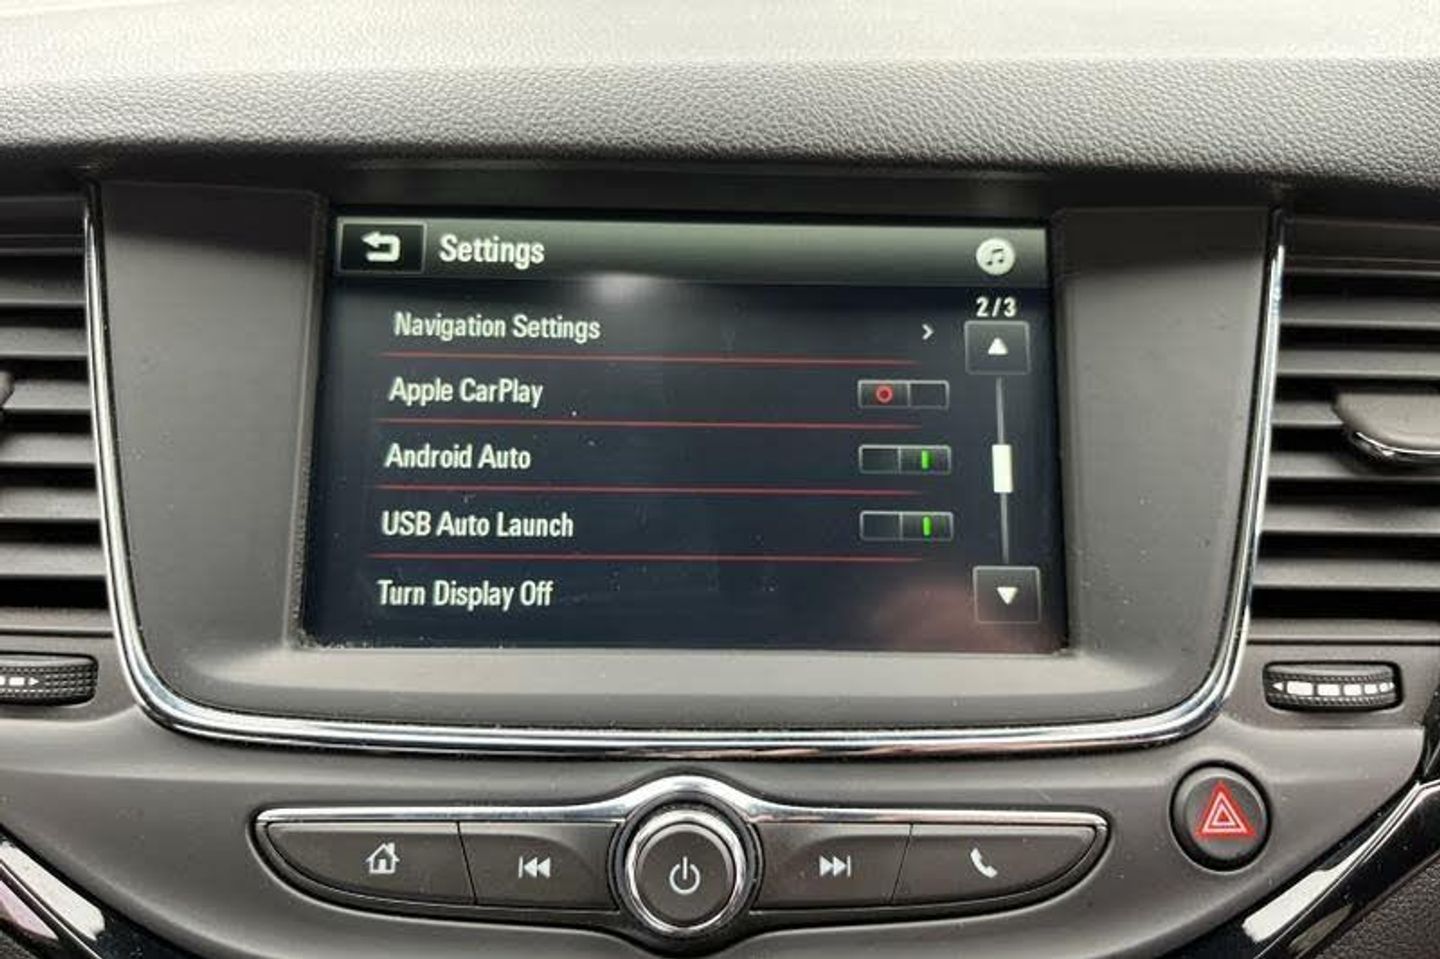 Settings
2/3
Navigation Settings
Apple CarPlay
Android Auto
USB Auto Launch
Turn Display Off